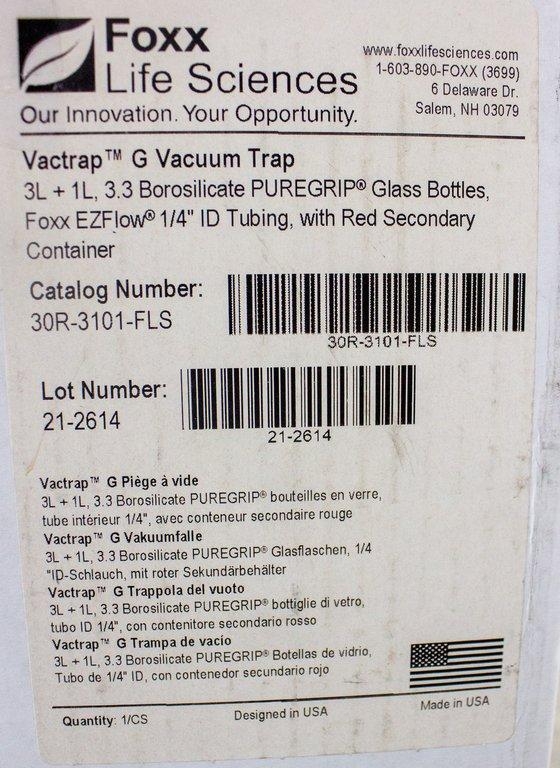 Foxx
Life Sciences
Our Innovation. Your Opportunity.
www.foxxlifesciences.com
1-603-890-FOXX (3699)
6 Delaware Dr.
Salem, NH 03079
Vactrap™ G Vacuum Trap
3L + 1L, 3.3 Borosilicate PUREGRIP® Glass Bottles,
Foxx EZFlow® 1/4" ID Tubing, with Red Secondary
Container
Catalog Number:
30R-3101-FLS
30R-3101-FLS
Lot Number:
21-2614
21-2614
Vactrap™ G Piège à vide
3L + 1L, 3.3 Borosilicate PUREGRIP® bouteilles en verre,
tube intérieur 1/4", avec conteneur secondaire rouge
Vactrap™ G Vakuumfalle
3L + 1L, 3.3 Borosilicate PUREGRIP® Glasflaschen, 1/4
"ID-Schlauch, mit roter Sekundärbehälter
Vactrap™ G Trappola del vuoto
3L + 1L, 3.3 Borosilicate PUREGRIP® bottiglie di vetro,
tubo ID 1/4", con contenitore secondario rosso
Vactrap™ G Trampa de vacio
3L + 1L, 3.3 Borosilicate PUREGRIP® Botellas de vidrio,
Tubo de 1/4" ID, con contenedor secundario rojo
Quantity: 1/CS
Designed in USA
Made in USA